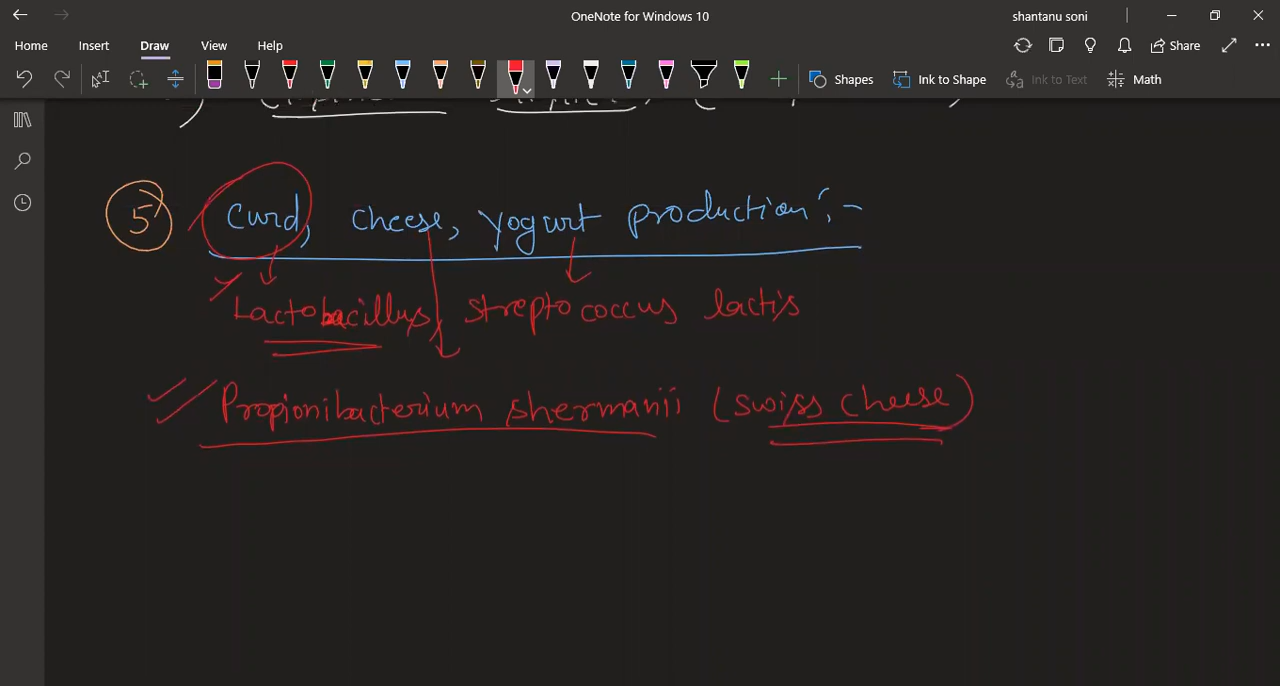 OneNote for Windows 10
shantanu soni
Home Insert Draw View Help
Share
Shapes Ink to Shape Ink to Text Math
5 Curd, cheese, yogurt production :-
Lactobacillus, streptococcus lactis
Propionibacterium shermanii (swiss cheese)